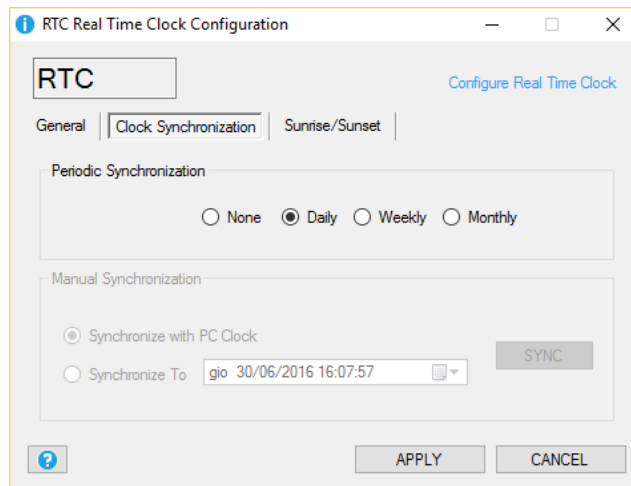 RTC Real Time Clock Configuration
RTC
Configure Real Time Clock
General Clock Synchronization Sunrise/Sunset
Periodic Synchronization
None Daily Weekly Monthly
Manual Synchronization
Synchronize with PC Clock
Synchronize To gio 30/06/2016 16:07:57
SYNC
? APPLY CANCEL